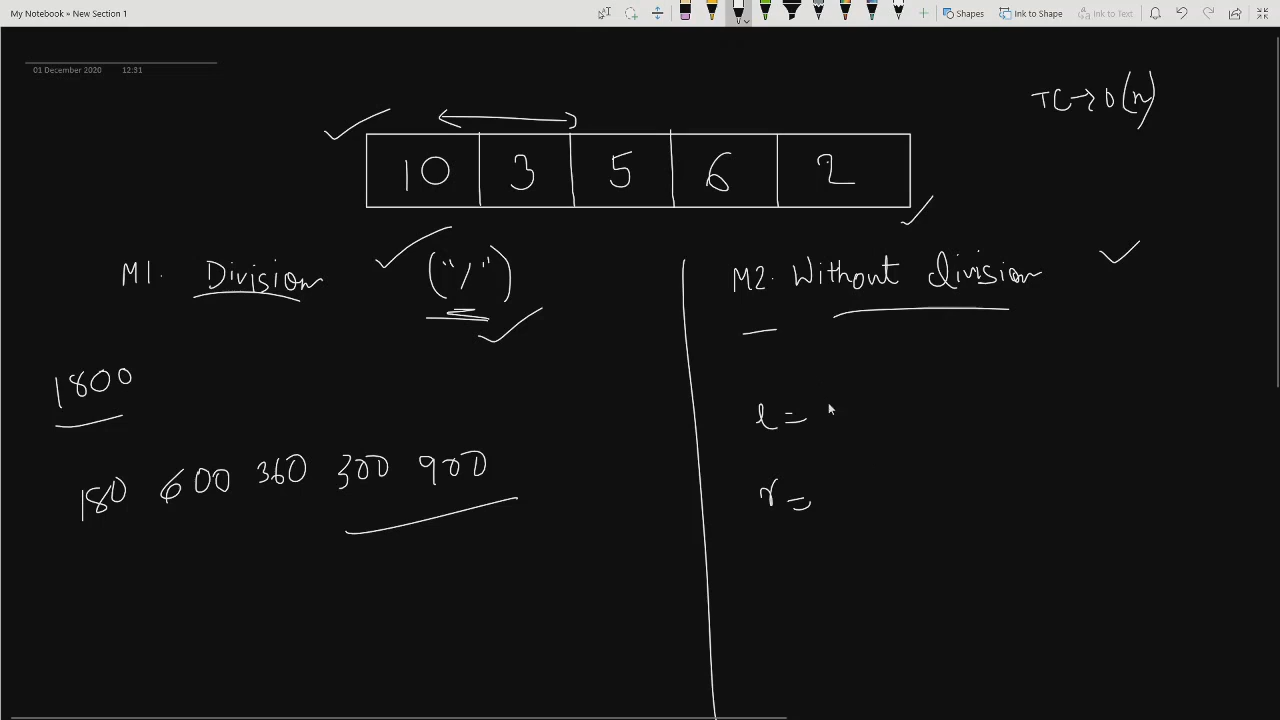 My Notebook » New Section 1
Shapes
Ink to Shape
Ink to Text
01 December 2020 12:31
TC → O(n)
10 3 5 6 2
M1. Division ("/")
M2. Without division
1800
l =
180 600 360 300 900
r =